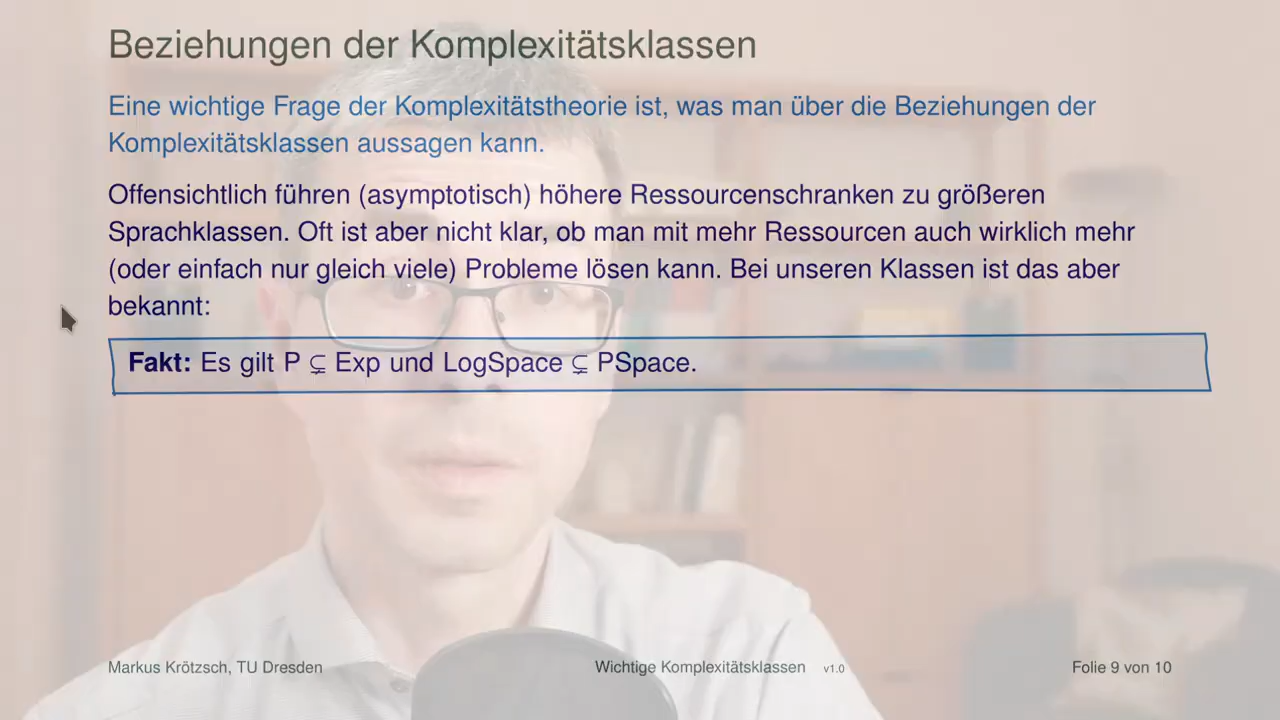 Beziehungen der Komplexitätsklassen
Eine wichtige Frage der Komplexitätstheorie ist, was man über die Beziehungen der
Komplexitätsklassen aussagen kann.
Offensichtlich führen (asymptotisch) höhere Ressourcenschranken zu größeren
Sprachklassen. Oft ist aber nicht klar, ob man mit mehr Ressourcen auch wirklich mehr
(oder einfach nur gleich viele) Probleme lösen kann. Bei unseren Klassen ist das aber
bekannt:
Fakt: Es gilt P ⊊ Exp und LogSpace ⊊ PSpace.
Markus Krötzsch, TU Dresden Wichtige Komplexitätsklassen v1.0 Folie 9 von 10